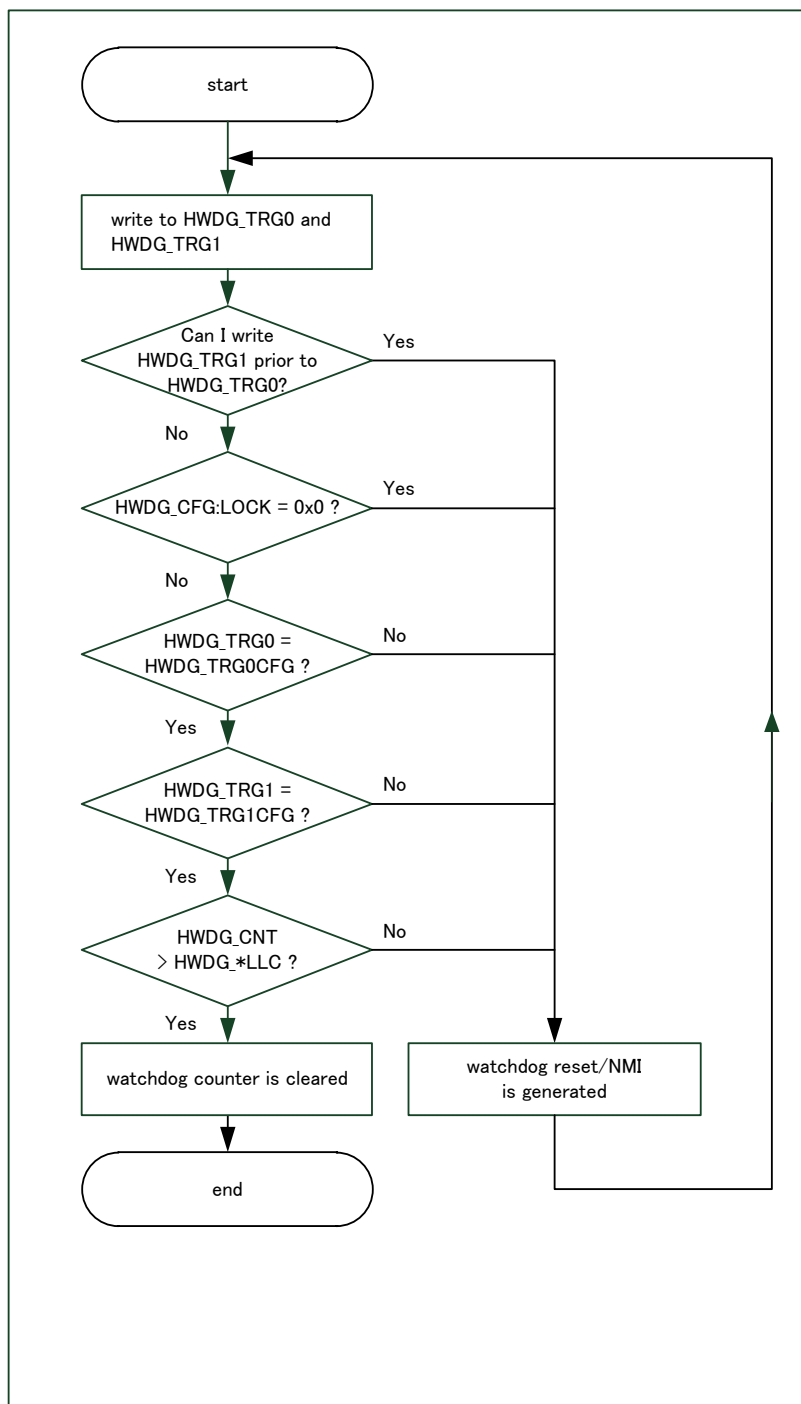 start
write to HWDG_TRG0 and
HWDG_TRG1
Can I write
HWDG_TRG1 prior to
HWDG_TRG0?
Yes
No
HWDG_CFG:LOCK = 0x0 ?
Yes
No
HWDG_TRG0 =
HWDG_TRG0CFG ?
No
Yes
HWDG_TRG1 =
HWDG_TRG1CFG ?
No
Yes
HWDG_CNT
> HWDG_*LLC ?
No
Yes
watchdog counter is cleared
watchdog reset/NMI
is generated
end